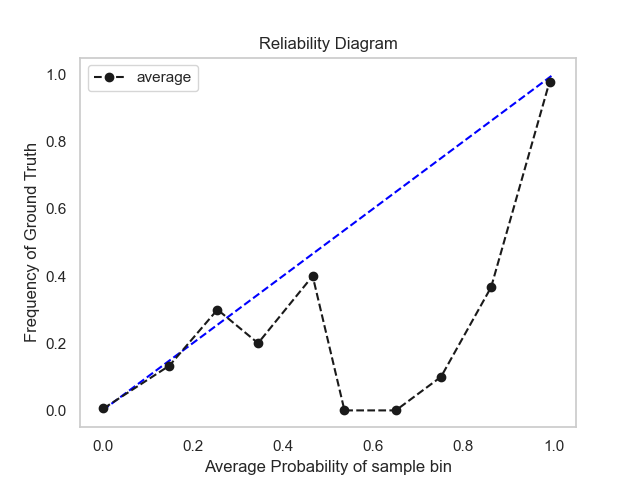 Reliability Diagram
average
Frequency of Ground Truth
1.0
0.8
0.6
0.4
0.2
0.0
0.0 0.2 0.4 0.6 0.8 1.0
Average Probability of sample bin